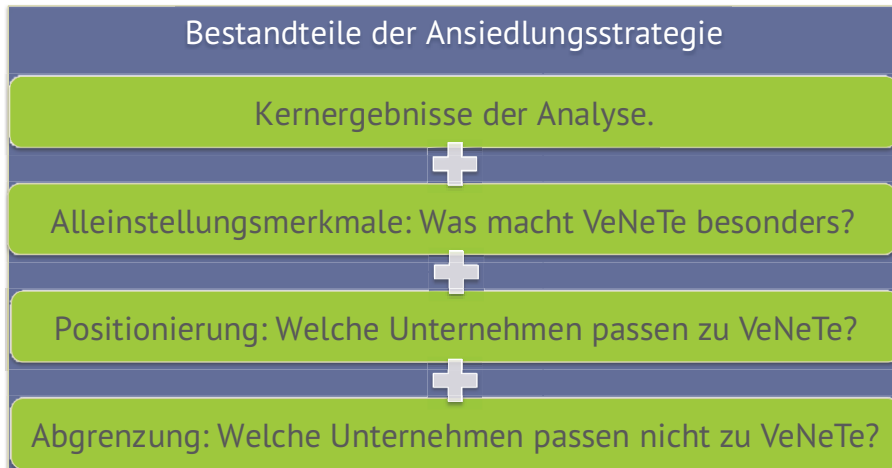 Bestandteile der Ansiedlungsstrategie
Kernergebnisse der Analyse.
Alleinstellungsmerkmale: Was macht VeNeTe besonders?
Positionierung: Welche Unternehmen passen zu VeNeTe?
Abgrenzung: Welche Unternehmen passen nicht zu VeNeTe?